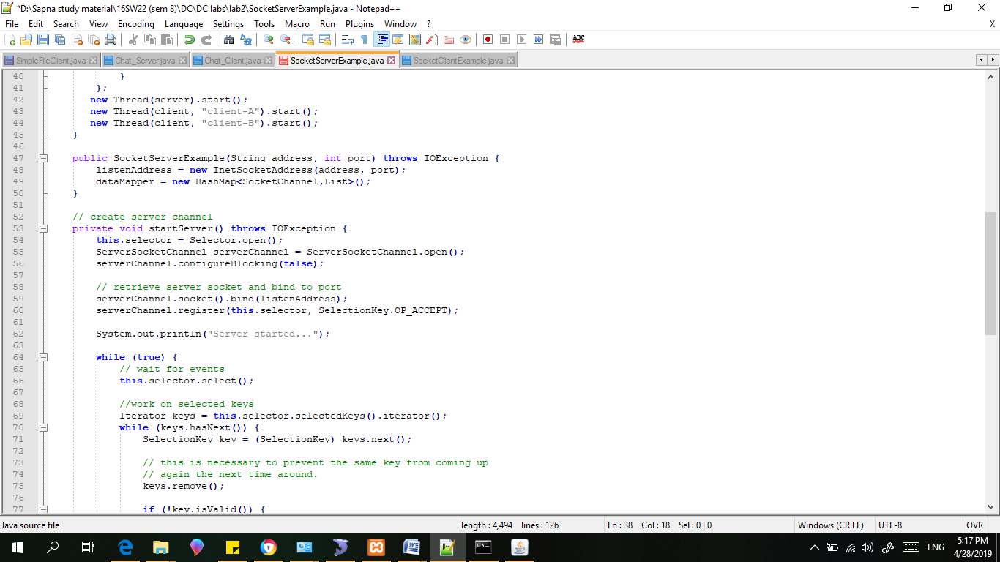 *D:\Sapna study material\16SW22 (sem 8)\DC\DC labs\lab2\SocketServerExample.java - Notepad++
File Edit Search View Encoding Language Settings Tools Macro Run Plugins Window ? X
SimpleFileClient.java Chat_Server.java Chat_Client.java SocketServerExample.java SocketClientExample.java
40 }
41 };
42 new Thread(server).start();
43 new Thread(client, "client-A").start();
44 new Thread(client, "client-B").start();
45 }
46
47 public SocketServerExample(String address, int port) throws IOException {
48 listenAddress = new InetSocketAddress(address, port);
49 dataMapper = new HashMap<SocketChannel,List>();
50 }
51
52 // create server channel
53 private void startServer() throws IOException {
54 this.selector = Selector.open();
55 ServerSocketChannel serverChannel = ServerSocketChannel.open();
56 serverChannel.configureBlocking(false);
57
58 // retrieve server socket and bind to port
59 serverChannel.socket().bind(listenAddress);
60 serverChannel.register(this.selector, SelectionKey.OP_ACCEPT);
61
62 System.out.println("Server started...");
63
64 while (true) {
65 // wait for events
66 this.selector.select();
67
68 //work on selected keys
69 Iterator keys = this.selector.selectedKeys().iterator();
70 while (keys.hasNext()) {
71 SelectionKey key = (SelectionKey) keys.next();
72
73 // this is necessary to prevent the same key from coming up
74 // again the next time around.
75 keys.remove();
76
77 if (!key.isValid()) {
Java source file length : 4,494 lines : 126 Ln : 38 Col : 18 Sel : 0 | 0 Windows (CR LF) UTF-8 OVR
ENG
5:17 PM
4/28/2019